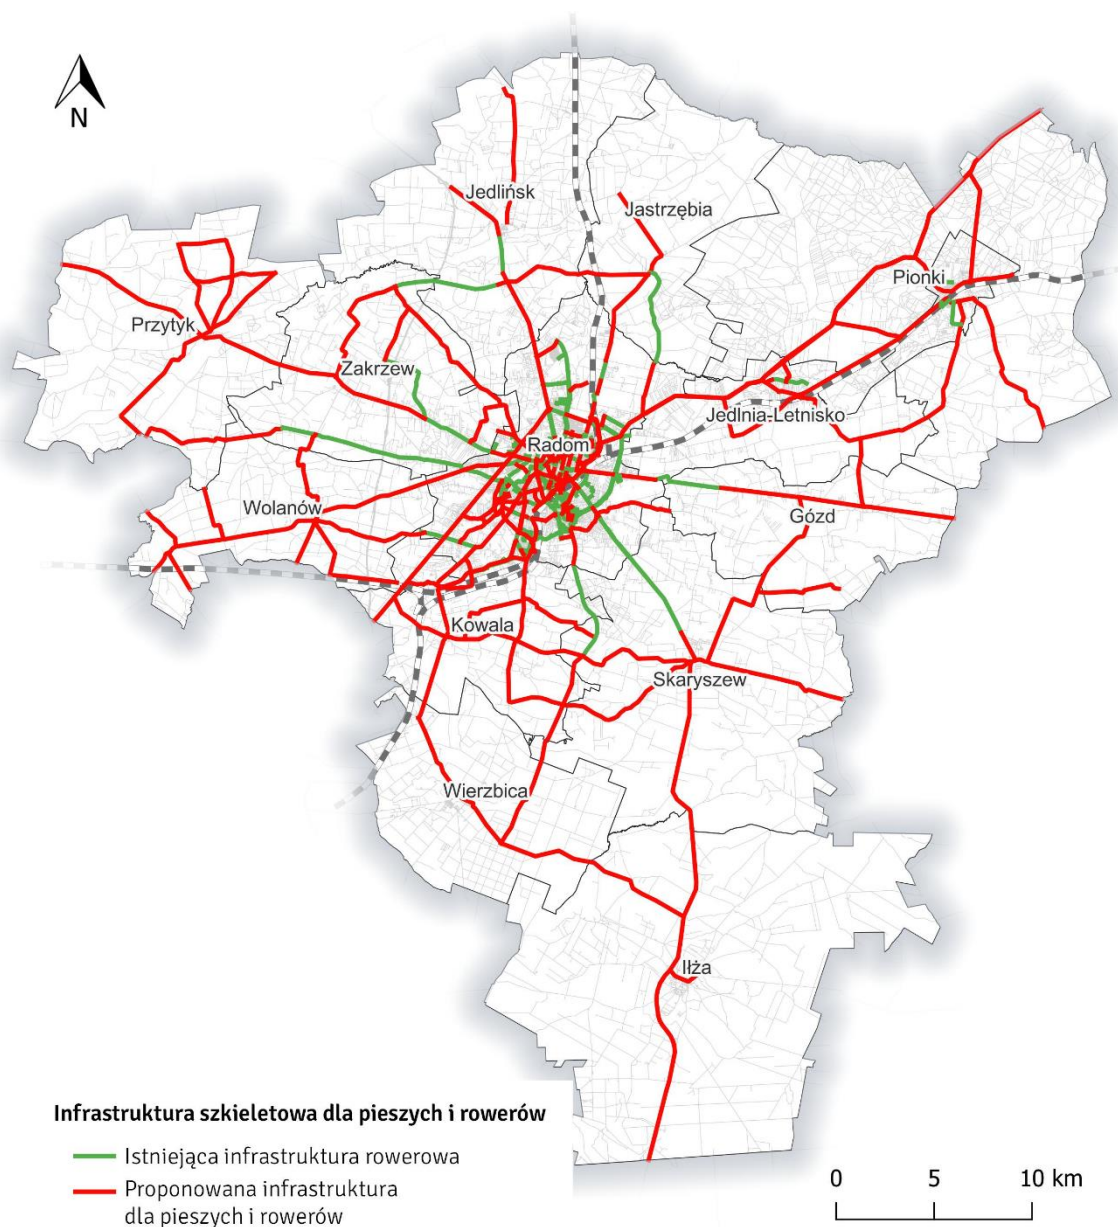 N
Jedlińsk
Jastrzębia
Pionki
Przytyk
Zakrzew
Jedlnia-Letnisko
Radom
Wolanów
Gózd
Kowala
Skaryszew
Wierzbica
Iłża
Infrastruktura szkieletowa dla pieszych i rowerów
Istniejąca infrastruktura rowerowa
Proponowana infrastruktura
dla pieszych i rowerów
0 5 10 km